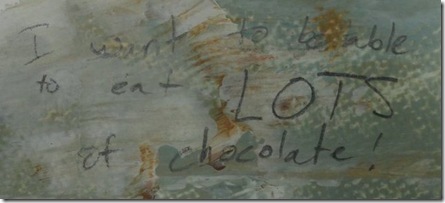 I want to be able
to eat LOTS
of chocolate!